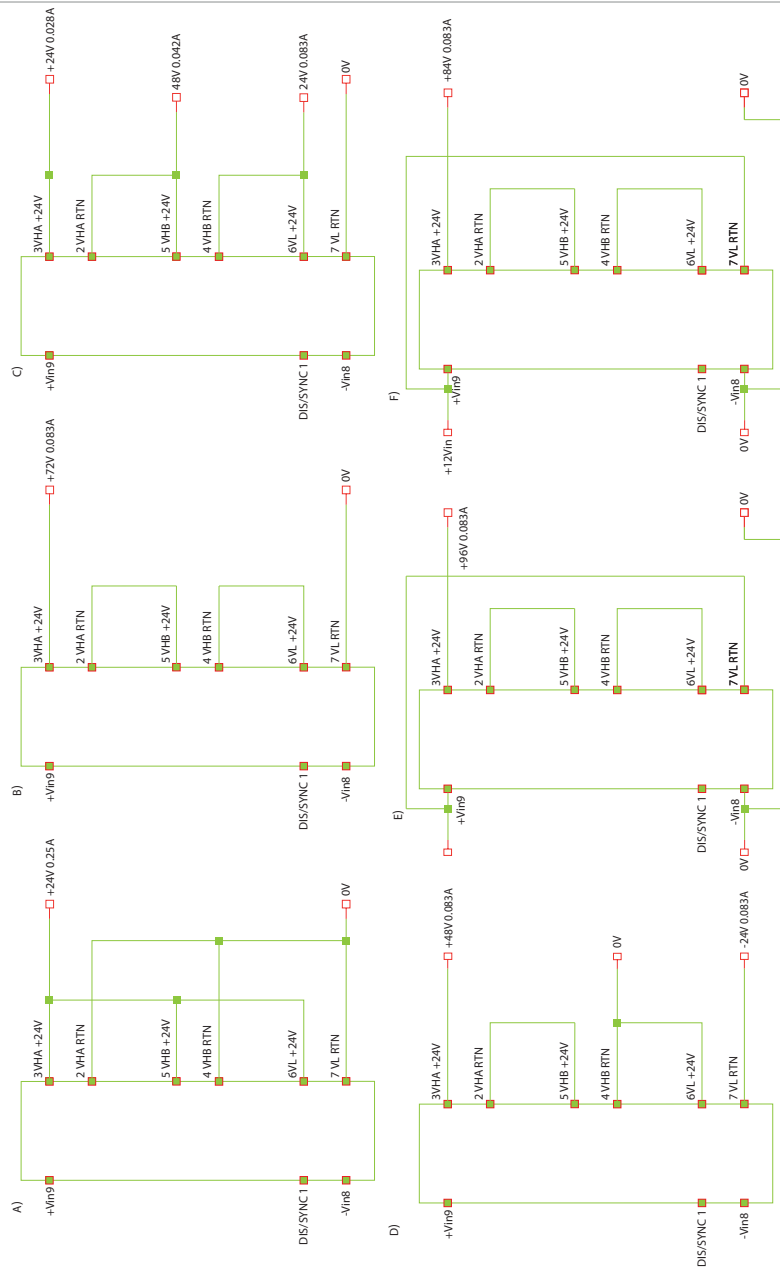 A)
+Vin9
DIS/SYNC 1
-Vin8
3VHA +24V
2 VHA RTN
5 VHB +24V
4 VHB RTN
6VL +24V
7 VL RTN
+24V 0.25A
0V
B)
+Vin9
DIS/SYNC 1
-Vin8
3VHA +24V
2 VHA RTN
5 VHB +24V
4 VHB RTN
6VL +24V
7 VL RTN
+72V 0.083A
0V
C)
+Vin9
DIS/SYNC 1
-Vin8
3VHA +24V
2 VHA RTN
5 VHB +24V
4 VHB RTN
6VL +24V
7 VL RTN
+24V 0.028A
48V 0.042A
24V 0.083A
0V
D)
+Vin9
DIS/SYNC 1
-Vin8
3VHA +24V
2 VHA RTN
5 VHB +24V
4 VHB RTN
6VL +24V
7 VL RTN
+48V 0.083A
0V
-24V 0.083A
E)
+Vin9
DIS/SYNC 1
-Vin8
0V
3VHA +24V
2 VHA RTN
5 VHB +24V
4 VHB RTN
6VL +24V
7 VL RTN
+96V 0.083A
0V
F)
+12Vin
+Vin9
DIS/SYNC 1
-Vin8
0V
3VHA +24V
2 VHA RTN
5 VHB +24V
4 VHB RTN
6VL +24V
7 VL RTN
+84V 0.083A
0V